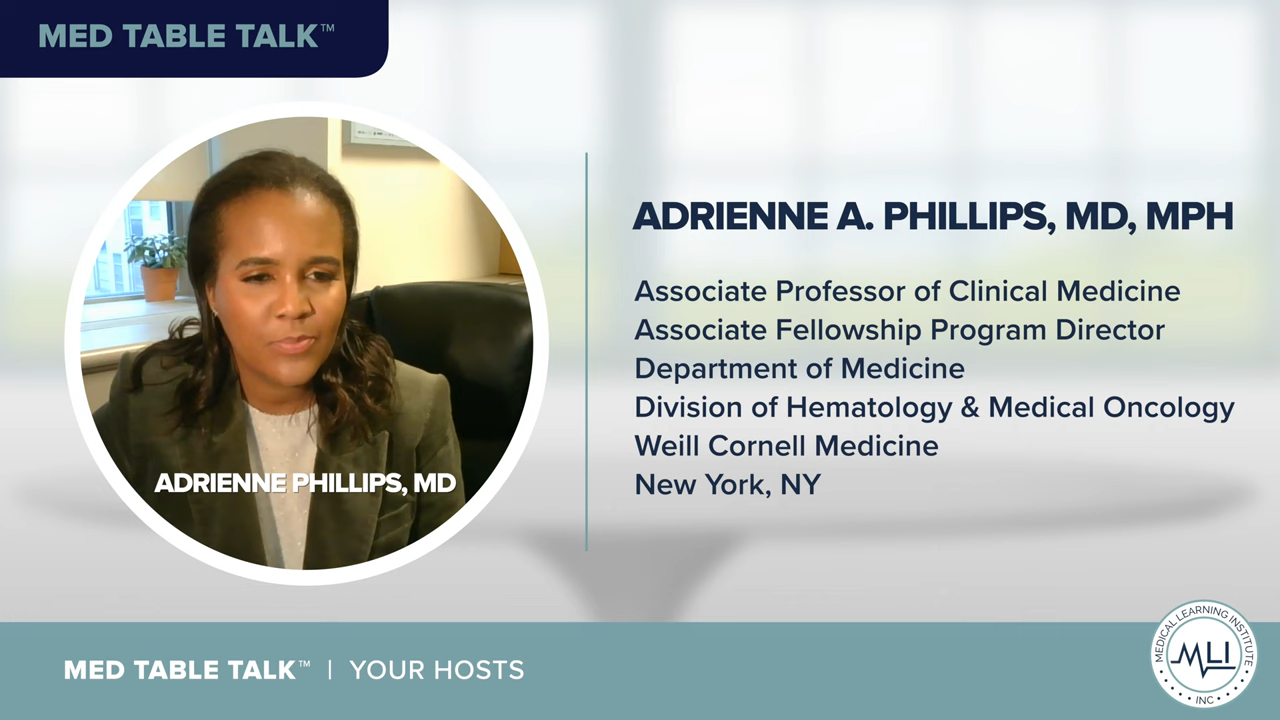 MED TABLE TALK™
ADRIENNE PHILLIPS, MD
ADRIENNE A. PHILLIPS, MD, MPH
Associate Professor of Clinical Medicine
Associate Fellowship Program Director
Department of Medicine
Division of Hematology & Medical Oncology
Weill Cornell Medicine
New York, NY
MED TABLE TALK™ | YOUR HOSTS
MEDICAL LEARNING INSTITUTE
MLI
INC